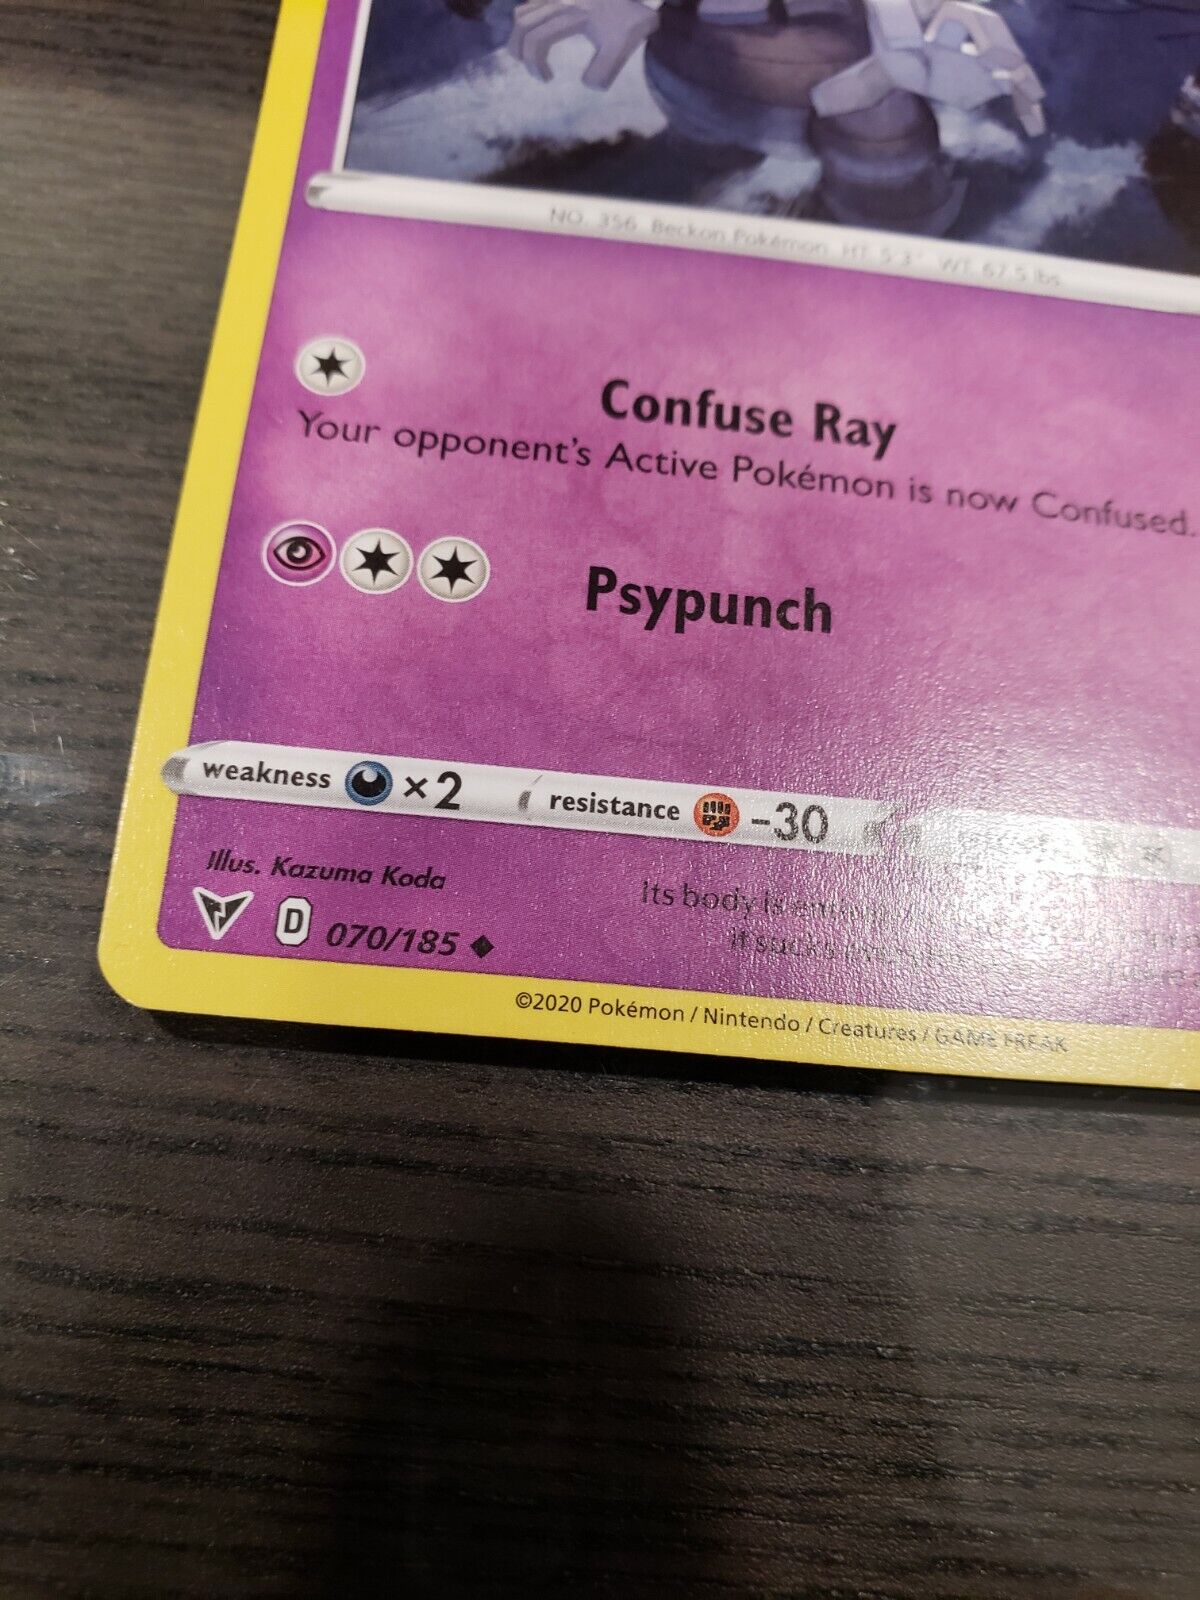 NO. 356 Beckon Pokémon HT. 5'3" WT. 67.5 lbs.
Confuse Ray
Your opponent's Active Pokémon is now Confused.
Psypunch
weakness ×2 resistance -30
Illus. Kazuma Koda
D 070/185
Its body is
it sucks
©2020 Pokémon / Nintendo / Creatures / GAME FREAK